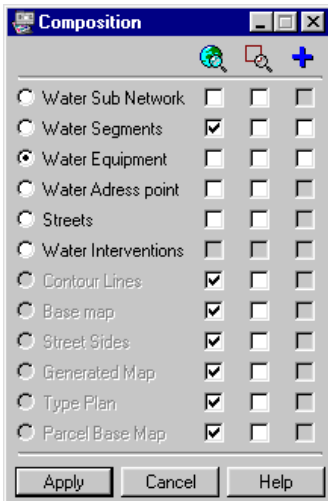 Composition
Water Sub Network
Water Segments
Water Equipment
Water Adress point
Streets
Water Interventions
Contour Lines
Base map
Street Sides
Generated Map
Type Plan
Parcel Base Map
Apply Cancel Help